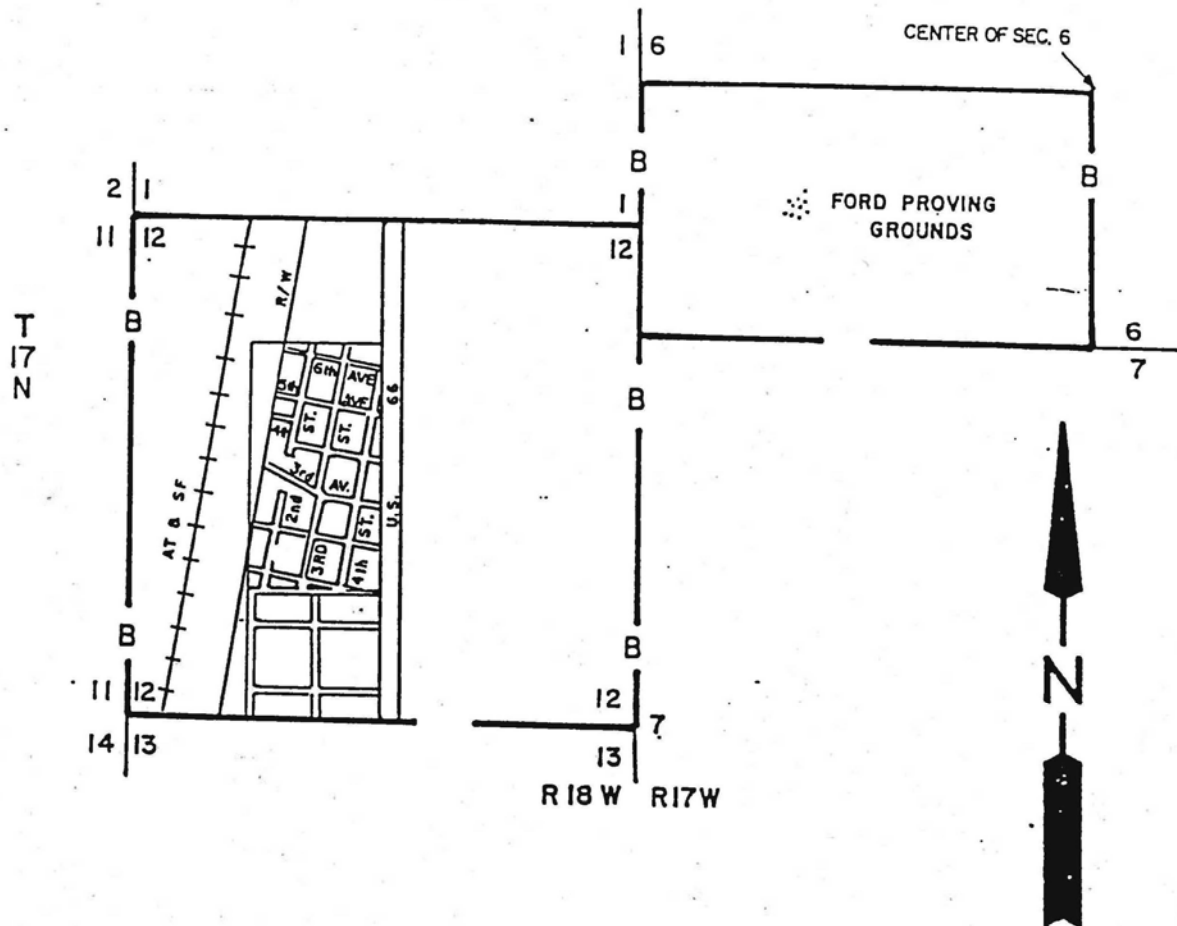 CENTER OF SEC. 6
1 6
B
B
FORD PROVING
GROUNDS
2 1
1
11 12
12
R/W
T
17
N
B
6
7
5th
6th
AVE
AVE
66
B
ST.
ST.
3rd
AV.
AT & SF
2nd
ST.
U.S.
3RD
4th
B
B
N
11 12
12
7
14 13
13
R 18 W R17W